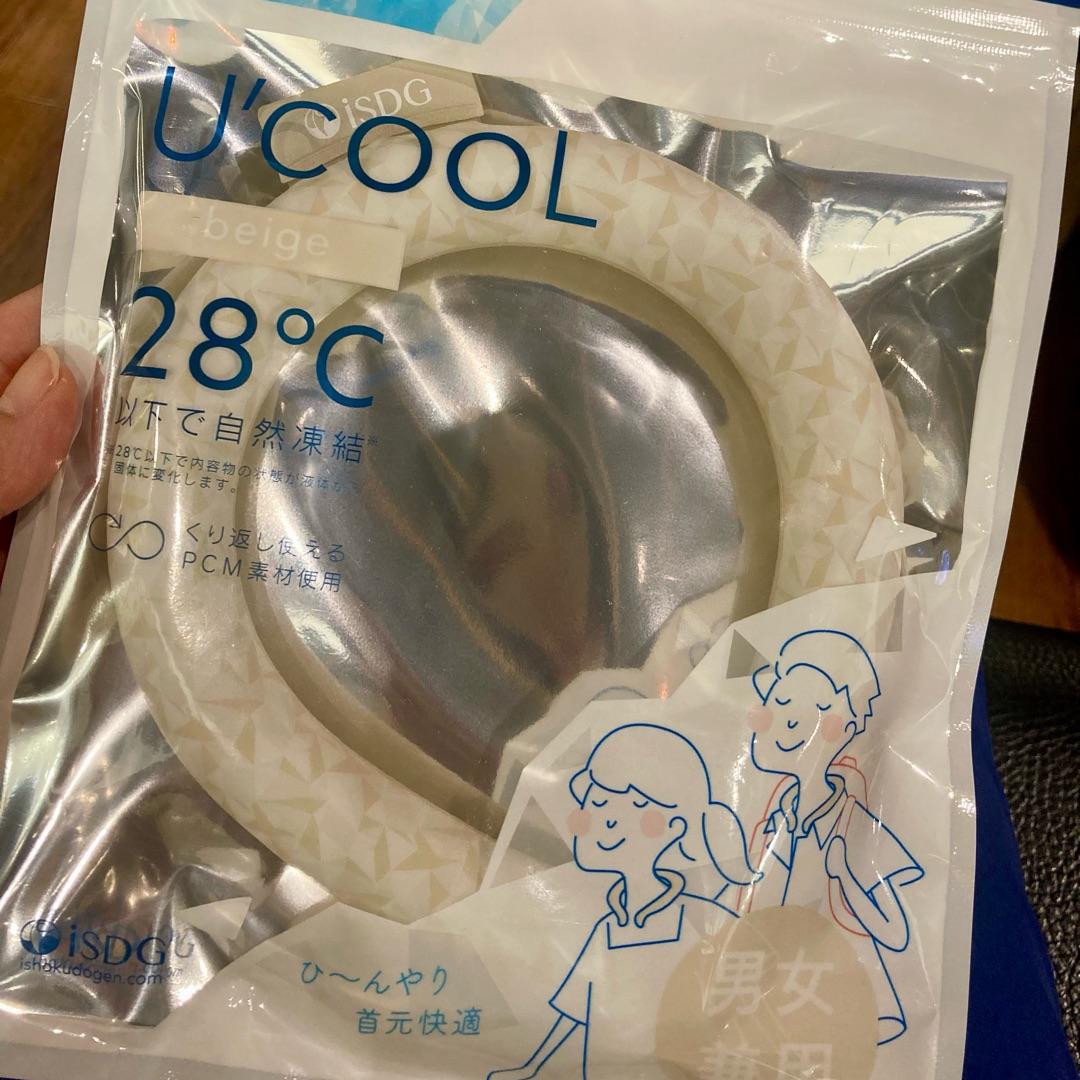 iSDG
U'COOL
beige
28℃
以下で自然凍結※
※28℃以下で内容物の状態が液体から
固体に変化します。
くり返し使える
PCM素材使用
iSDG
ishokudogen.com
ひ〜んやり
首元快適
男女
兼用